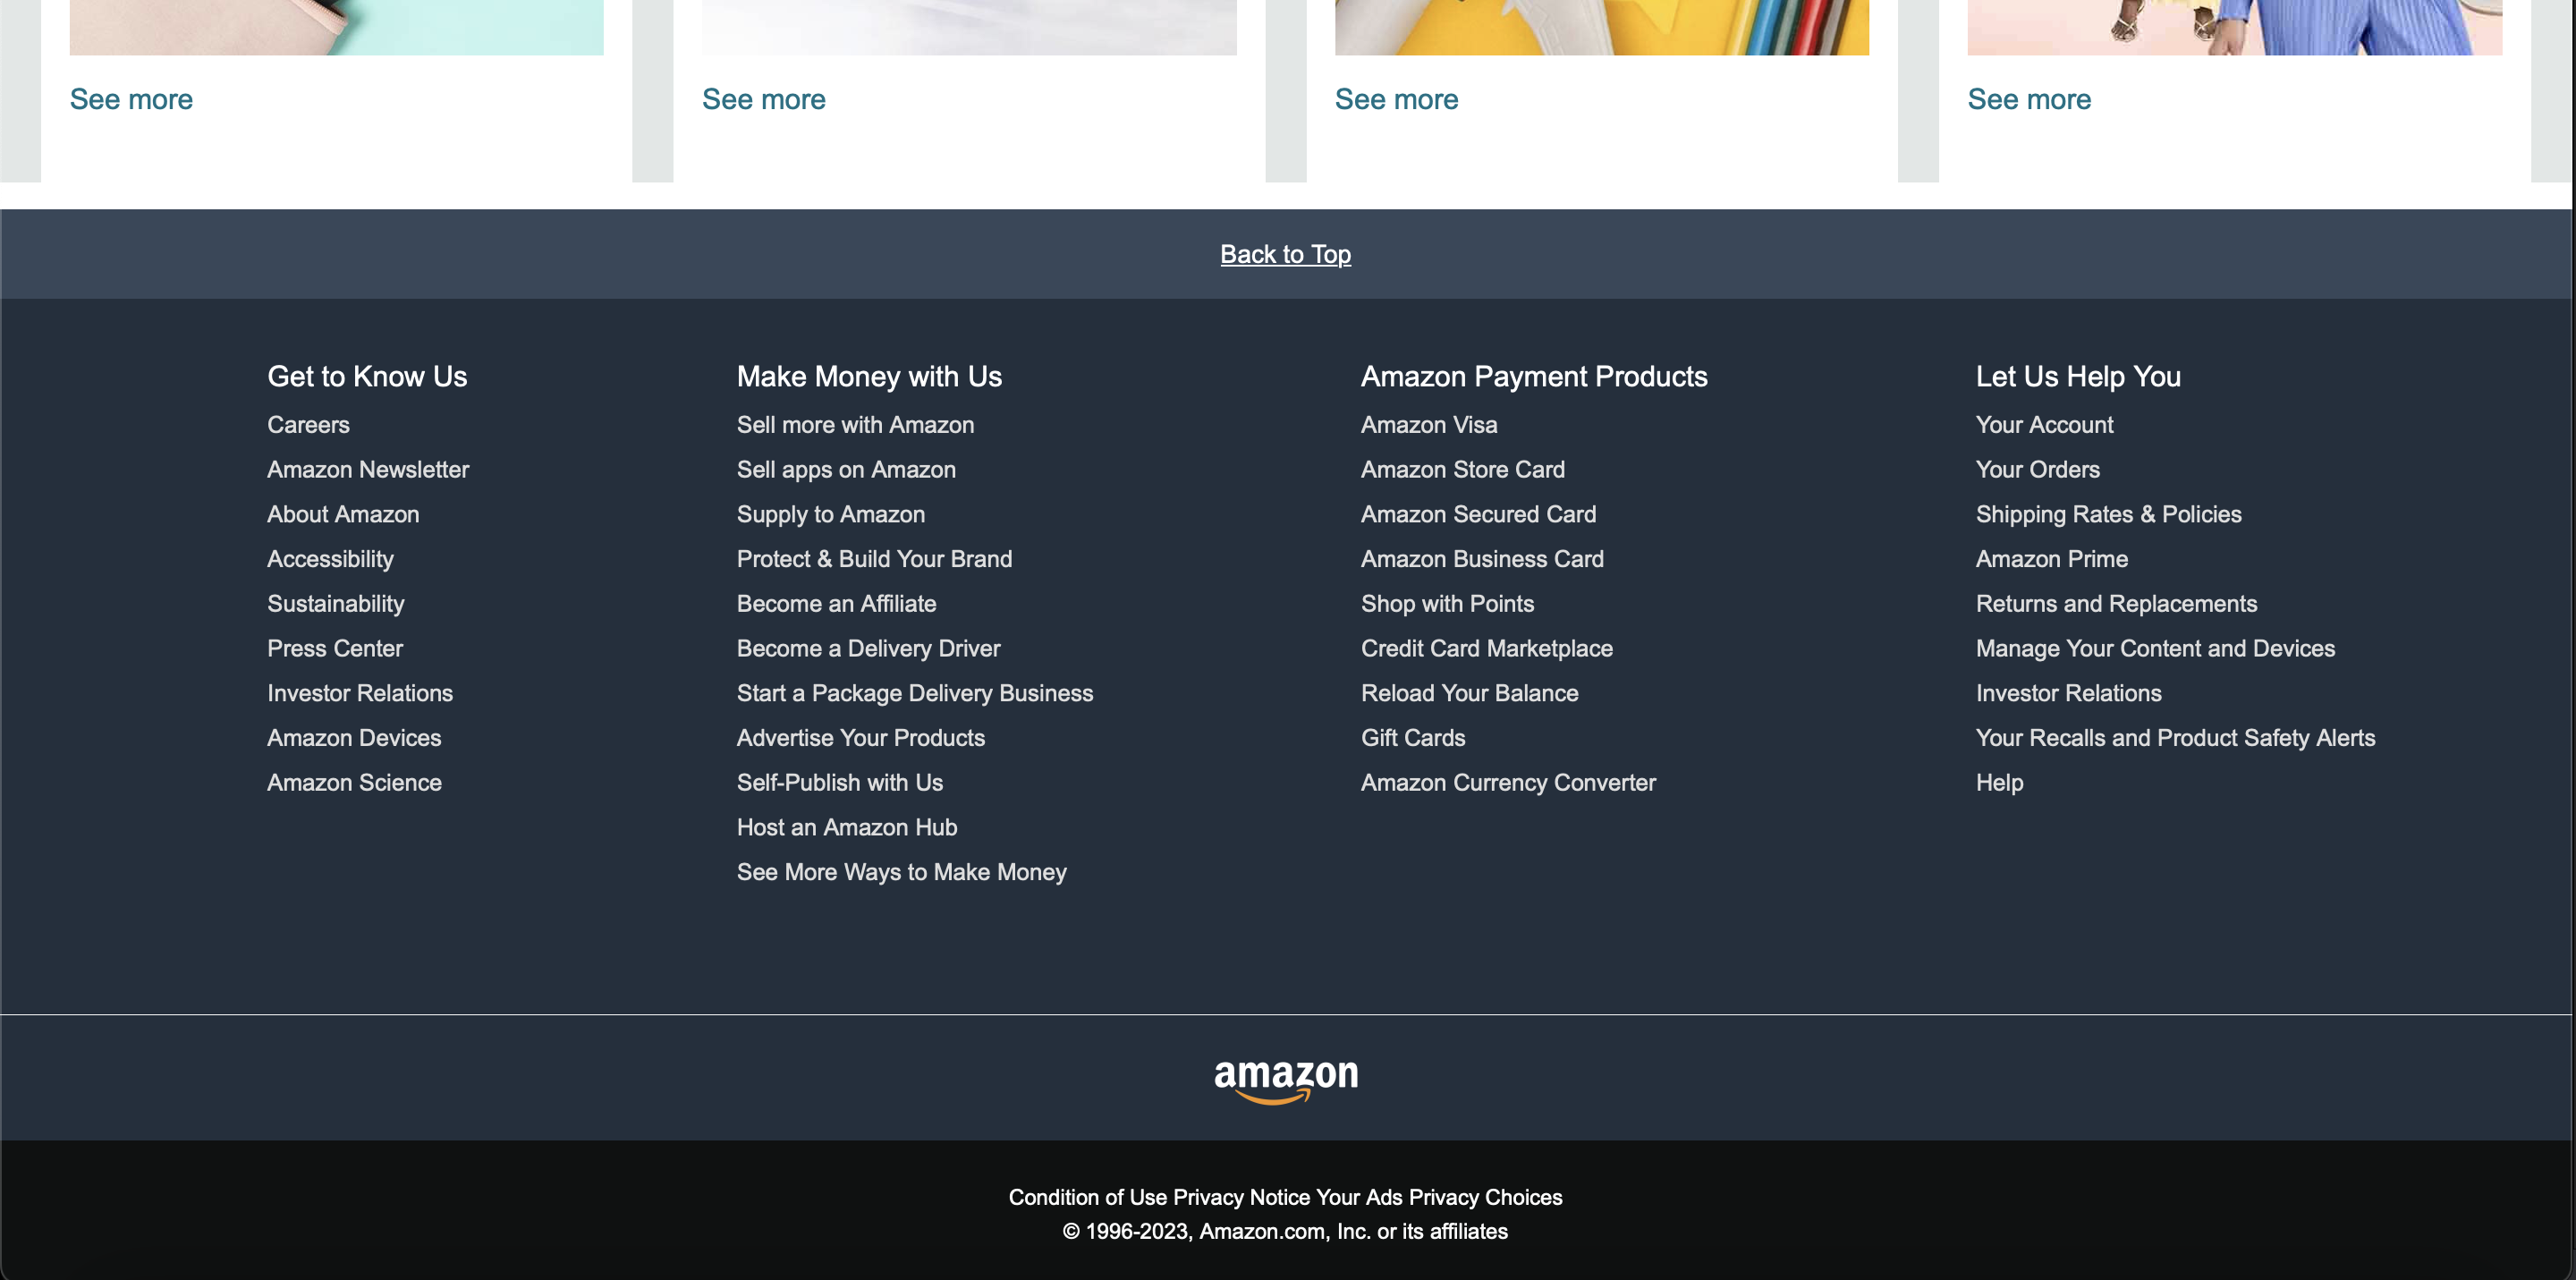 See more
See more
See more
See more
Back to Top
Get to Know Us
Careers
Amazon Newsletter
About Amazon
Accessibility
Sustainability
Press Center
Investor Relations
Amazon Devices
Amazon Science
Make Money with Us
Sell more with Amazon
Sell apps on Amazon
Supply to Amazon
Protect & Build Your Brand
Become an Affiliate
Become a Delivery Driver
Start a Package Delivery Business
Advertise Your Products
Self-Publish with Us
Host an Amazon Hub
See More Ways to Make Money
Amazon Payment Products
Amazon Visa
Amazon Store Card
Amazon Secured Card
Amazon Business Card
Shop with Points
Credit Card Marketplace
Reload Your Balance
Gift Cards
Amazon Currency Converter
Let Us Help You
Your Account
Your Orders
Shipping Rates & Policies
Amazon Prime
Returns and Replacements
Manage Your Content and Devices
Investor Relations
Your Recalls and Product Safety Alerts
Help
amazon
Condition of Use Privacy Notice Your Ads Privacy Choices
© 1996-2023, Amazon.com, Inc. or its affiliates